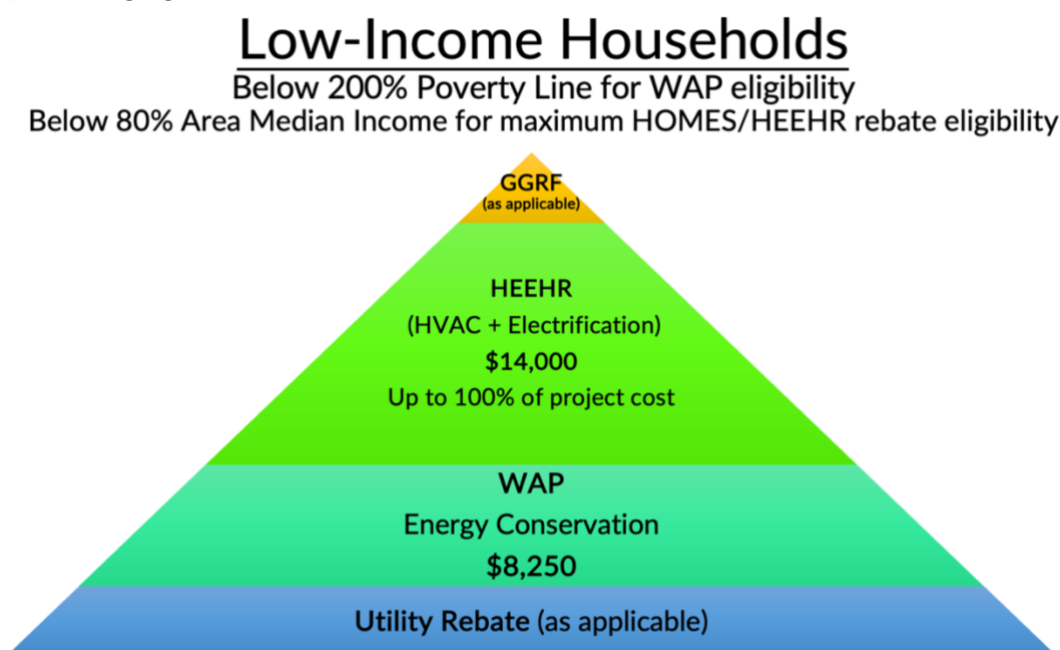 Low-Income Households
Below 200% Poverty Line for WAP eligibility
Below 80% Area Median Income for maximum HOMES/HEEHR rebate eligibility
GGRF
(as applicable)
HEEHR
(HVAC + Electrification)
$14,000
Up to 100% of project cost
WAP
Energy Conservation
$8,250
Utility Rebate (as applicable)